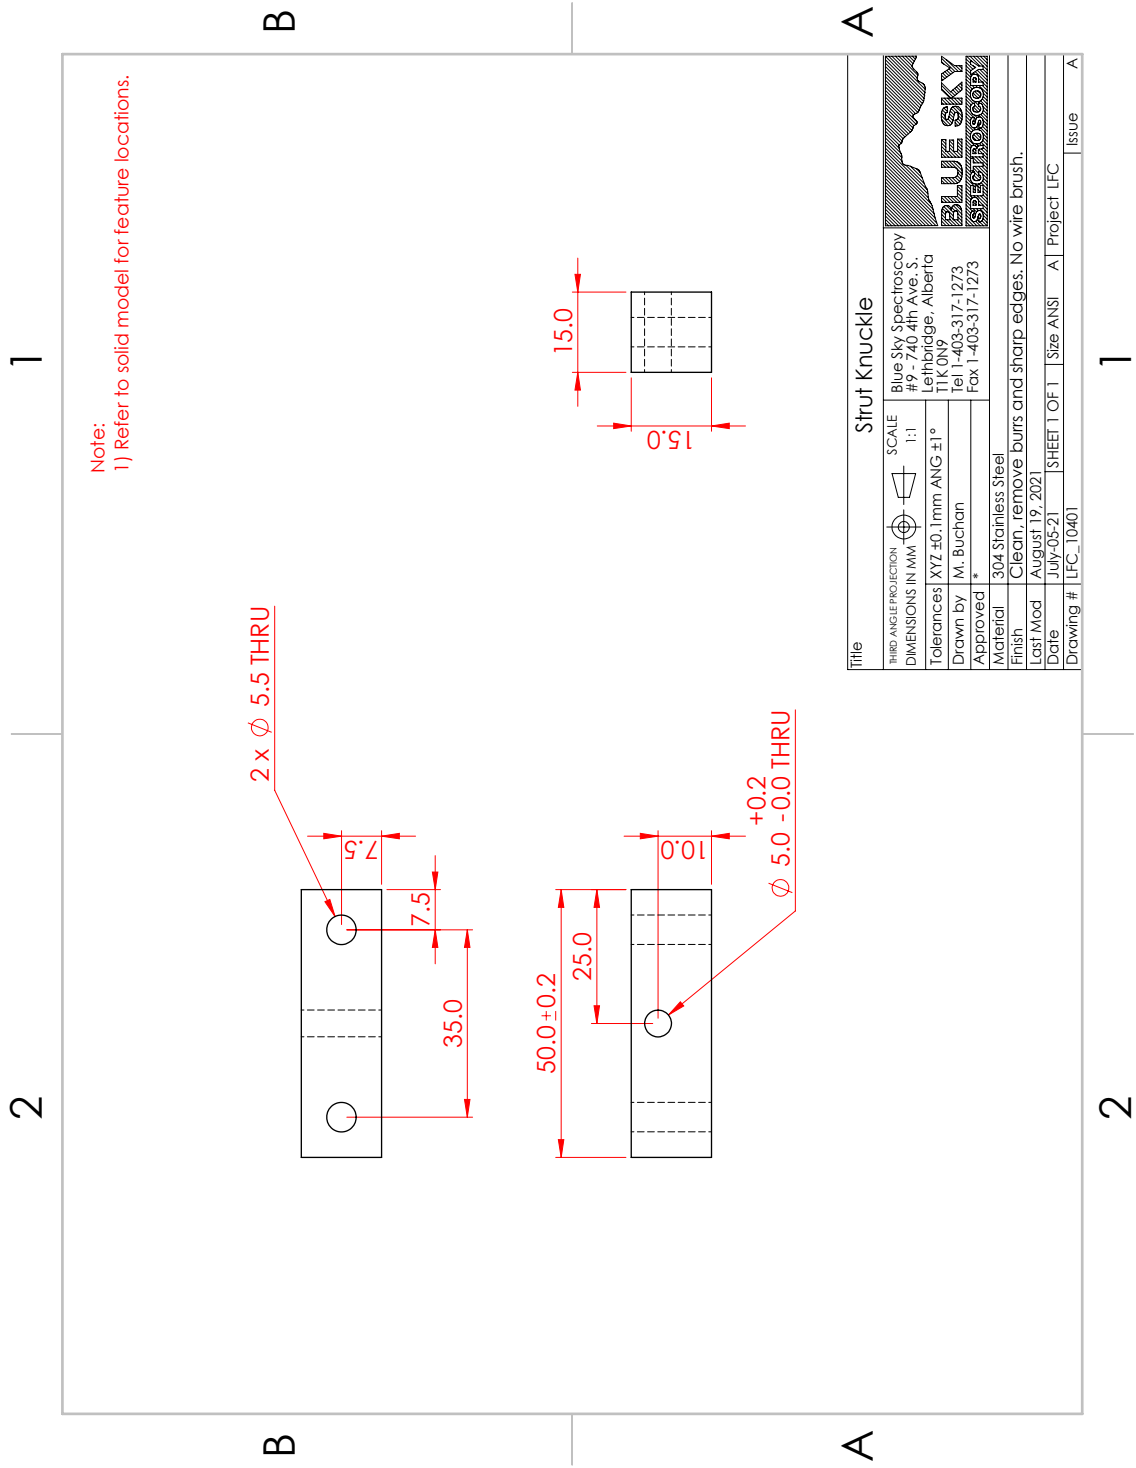 2
1
B
B
A
A
2
1
Note:
1) Refer to solid model for feature locations.
2 x ∅ 5.5 THRU
7.5
7.5
35.0
50.0±0.2
25.0
10.0
+0.2
∅ 5.0 -0.0 THRU
15.0
15.0
Title
Strut Knuckle
THIRD ANGLE PROJECTION
DIMENSIONS IN MM
SCALE
1:1
Blue Sky Spectroscopy
#9 - 740 4th Ave. S.
Lethbridge, Alberta
T1K 0N9
Tel 1-403-317-1273
Fax 1-403-317-1273
BLUE SKY
SPECTROSCOPY
Tolerances XYZ ±0.1mm ANG ±1°
Drawn by M. Buchan
Approved *
Material 304 Stainless Steel
Finish Clean, remove burrs and sharp edges. No wire brush.
Last Mod August 19, 2021
Date July-05-21 SHEET 1 OF 1 Size ANSI A Project LFC
Drawing # LFC_10401 Issue A